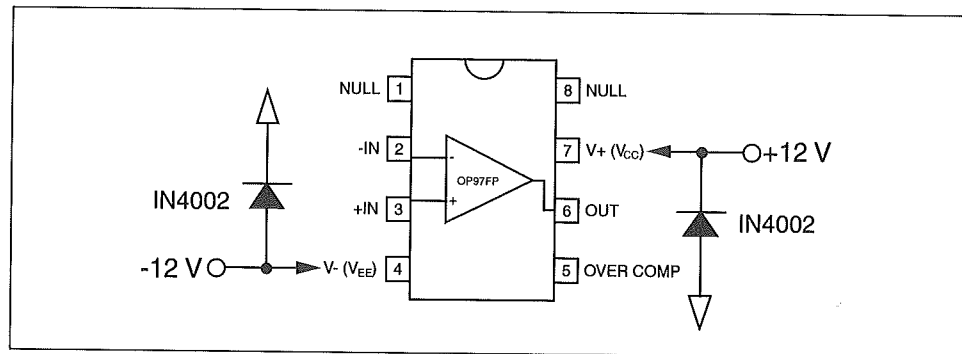 NULL 1
8 NULL
-IN 2
7 V+ (VCC)
+12 V
-
OP97FP
IN4002
+IN 3
+
6 OUT
IN4002
-12 V
V- (VEE) 4
5 OVER COMP